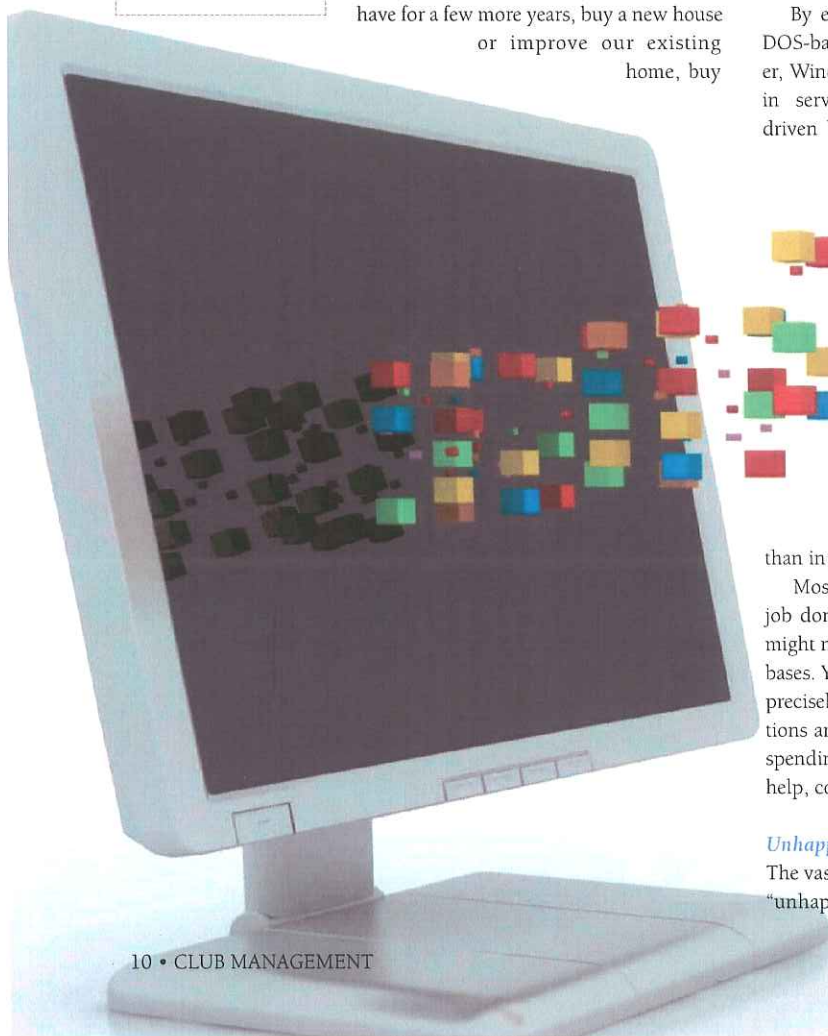 have for a few more years, buy a new house
or improve our existing
home, buy
10 • CLUB MANAGEMENT
By e
DOS-ba
er, Wind
in serv
driven
than in
Mos
job don
might n
bases. Y
precisel
tions ar
spendin
help, co
Unhapp
The vas
"unhap